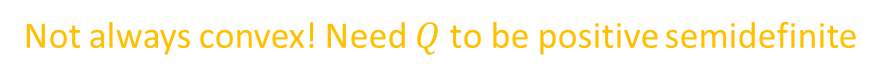 Not always convex! Need 𝑄 to be positive semidefinite